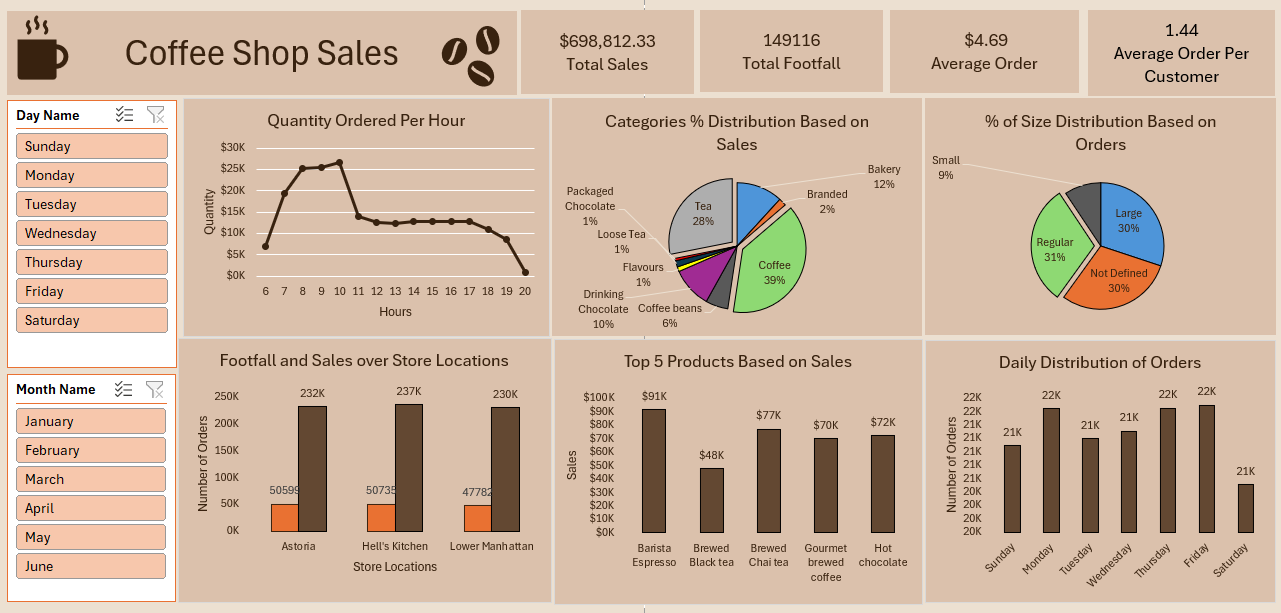 Coffee Shop Sales
$698,812.33
Total Sales
149116
Total Footfall
$4.69
Average Order
1.44
Average Order Per
Customer
Day Name
Sunday
Monday
Tuesday
Wednesday
Thursday
Friday
Saturday
Month Name
January
February
March
April
May
June
Quantity Ordered Per Hour
Quantity
$30K
$25K
$20K
$15K
$10K
$5K
$0K
6 7 8 9 10 11 12 13 14 15 16 17 18 19 20
Hours
Categories % Distribution Based on
Sales
Bakery
12%
Branded
2%
Coffee
39%
Coffee beans
6%
Drinking
Chocolate
10%
Flavours
1%
Loose Tea
1%
Packaged
Chocolate
1%
Tea
28%
% of Size Distribution Based on
Orders
Small
9%
Large
30%
Regular
31%
Not Defined
30%
Footfall and Sales over Store Locations
Number of Orders
250K
200K
150K
100K
50K
0K
232K
237K
230K
50599
50735
47782
Astoria
Hell's Kitchen
Lower Manhattan
Store Locations
Top 5 Products Based on Sales
Sales
$100K
$90K
$80K
$70K
$60K
$50K
$40K
$30K
$20K
$10K
$0K
$91K
$48K
$77K
$70K
$72K
Barista
Espresso
Brewed
Black tea
Brewed
Chai tea
Gourmet
brewed
coffee
Hot
chocolate
Daily Distribution of Orders
Number of Orders
22K
22K
21K
21K
21K
21K
21K
20K
20K
20K
20K
21K
22K
21K
21K
22K
22K
21K
Sunday
Monday
Tuesday
Wednesday
Thursday
Friday
Saturday